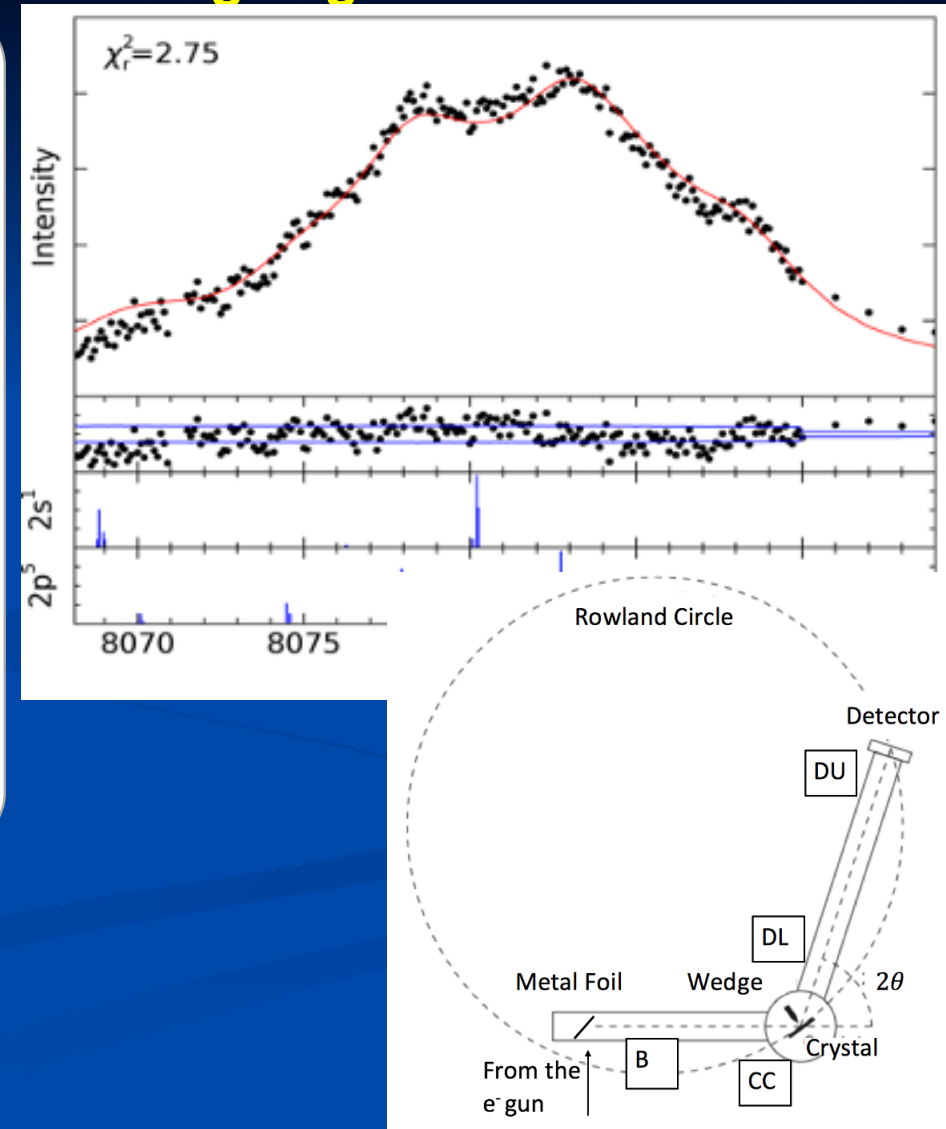 χ²ᵣ=2.75
Intensity
2s¹
2p⁵
8070
8075
Rowland Circle
Detector
DU
DL
Metal Foil
Wedge
2θ
Crystal
B
CC
From the
e⁻ gun